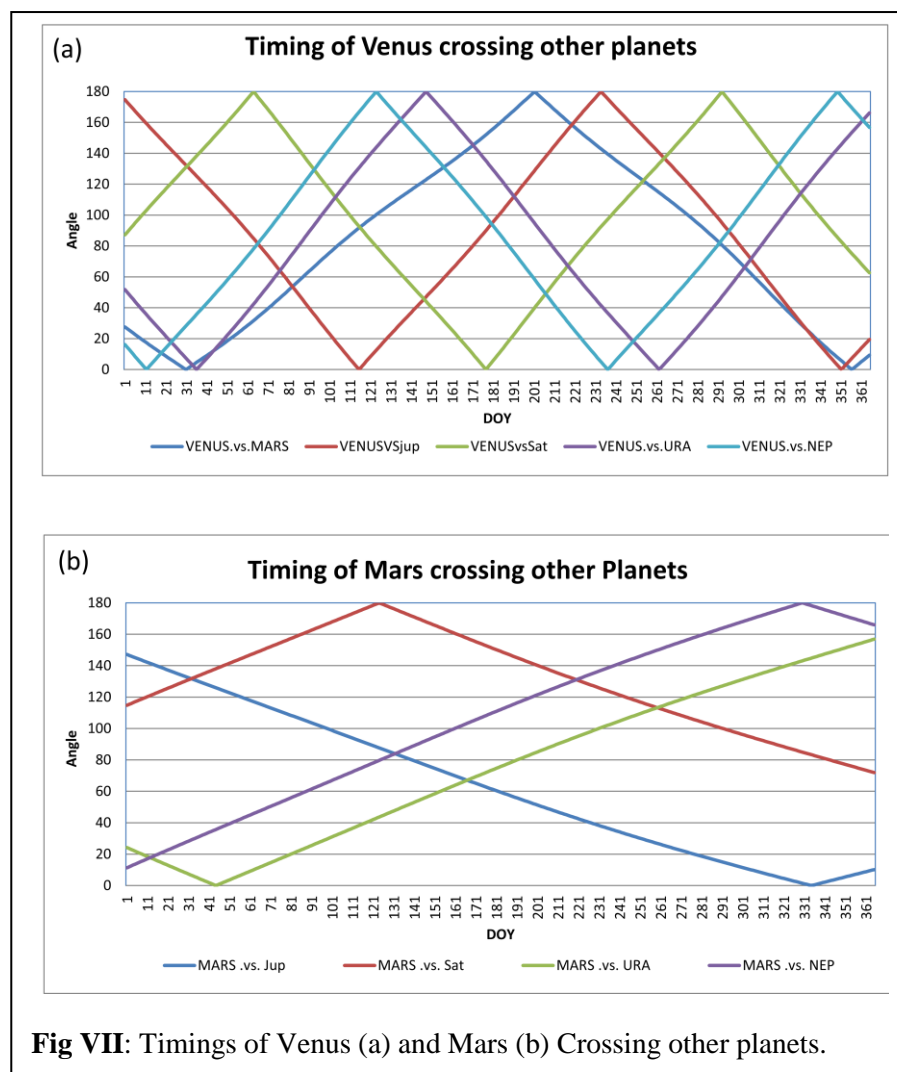 (a)
Timing of Venus crossing other planets
180
160
140
120
100
80
60
40
20
0
Angle
1 11 21 31 41 51 61 71 81 91 101 111 121 131 141 151 161 171 181 191 201 211 221 231 241 251 261 271 281 291 301 311 321 331 341 351 361
DOY
VENUS.vs.MARS VENUSVSjup VENUSvsSat VENUS.vs.URA VENUS.vs.NEP
(b)
Timing of Mars crossing other Planets
180
160
140
120
100
80
60
40
20
0
Angle
1 11 21 31 41 51 61 71 81 91 101 111 121 131 141 151 161 171 181 191 201 211 221 231 241 251 261 271 281 291 301 311 321 331 341 351 361
DOY
MARS .vs. Jup MARS .vs. Sat MARS .vs. URA MARS .vs. NEP
Fig VII: Timings of Venus (a) and Mars (b) Crossing other planets.